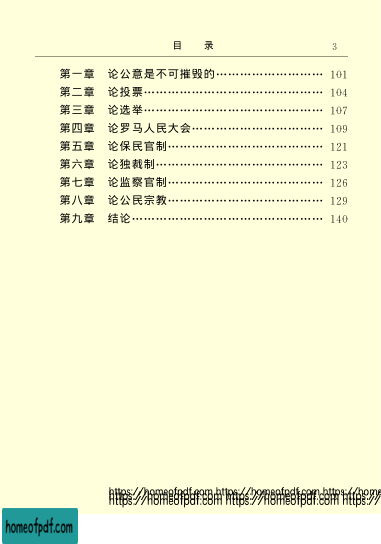 目 录 3
第一章 论公意是不可摧毁的………………………… 101
第二章 论投票………………………………………… 104
第三章 论选举………………………………………… 107
第四章 论罗马人民大会……………………………… 109
第五章 论保民官制…………………………………… 121
第六章 论独裁制……………………………………… 123
第七章 论监察官制…………………………………… 126
第八章 论公民宗教…………………………………… 129
第九章 结论…………………………………………… 140
https://homeofpdf.com https://homeofpdf.com https://home
https://homeofpdf.com https://homeofpdf.com https://
homeofpdf.com